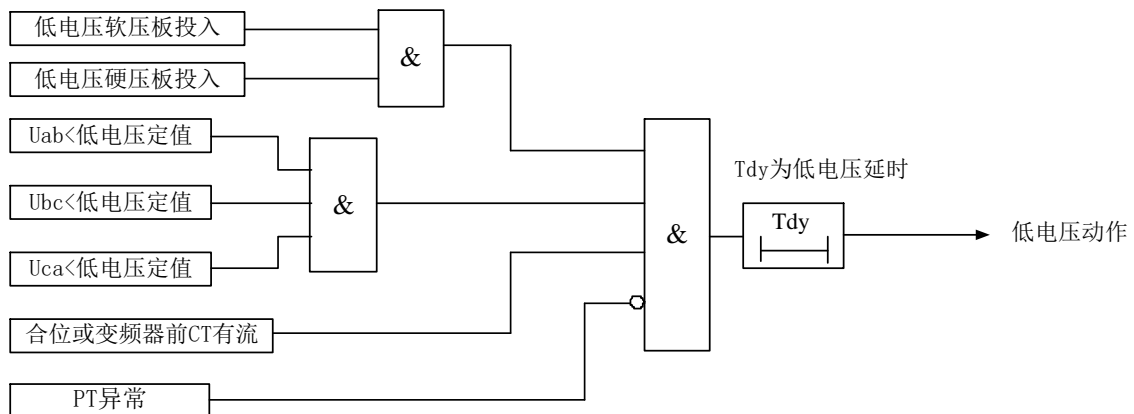 低电压软压板投入
&
低电压硬压板投入
Uab<低电压定值
Ubc<低电压定值
&
Uca<低电压定值
合位或变频器前CT有流
PT异常
&
Tdy为低电压延时
Tdy
低电压动作